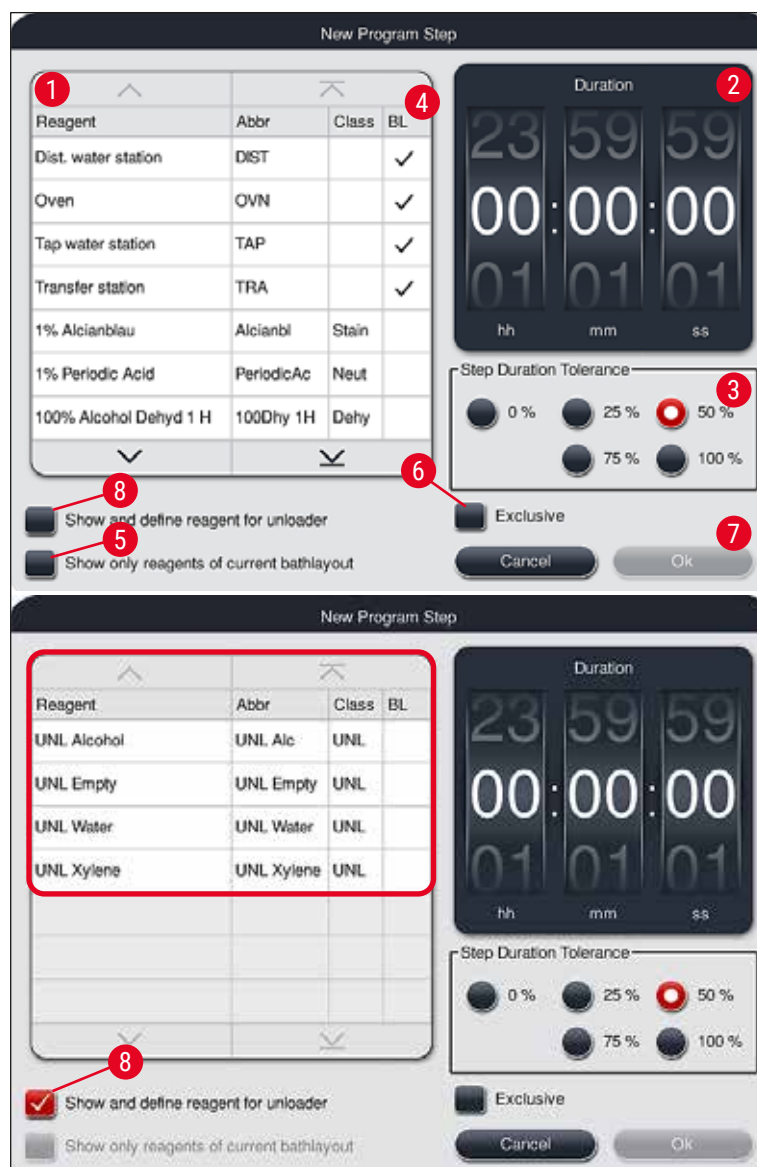 New Program Step
1
4
Reagent Abbr Class BL
Dist. water station DIST
Oven OVN
Tap water station TAP
Transfer station TRA
1% Alcianblau Alcianbl Stain
1% Periodic Acid PeriodicAc Neut
100% Alcohol Dehyd 1 H 100Dhy 1H Dehy
8
Show and define reagent for unloader
5
Show only reagents of current bathlayout
Duration
2
23 59 59
00:00:00
01 01 01
hh mm ss
Step Duration Tolerance
3
0 % 25 % 50 %
75 % 100 %
6
Exclusive
7
Cancel Ok
New Program Step
Reagent Abbr Class BL
UNL Alcohol UNL Alc UNL
UNL Empty UNL Empty UNL
UNL Water UNL Water UNL
UNL Xylene UNL Xylene UNL
8
Show and define reagent for unloader
Show only reagents of current bathlayout
Duration
23 59 59
00:00:00
01 01 01
hh mm ss
Step Duration Tolerance
0 % 25 % 50 %
75 % 100 %
Exclusive
Cancel Ok